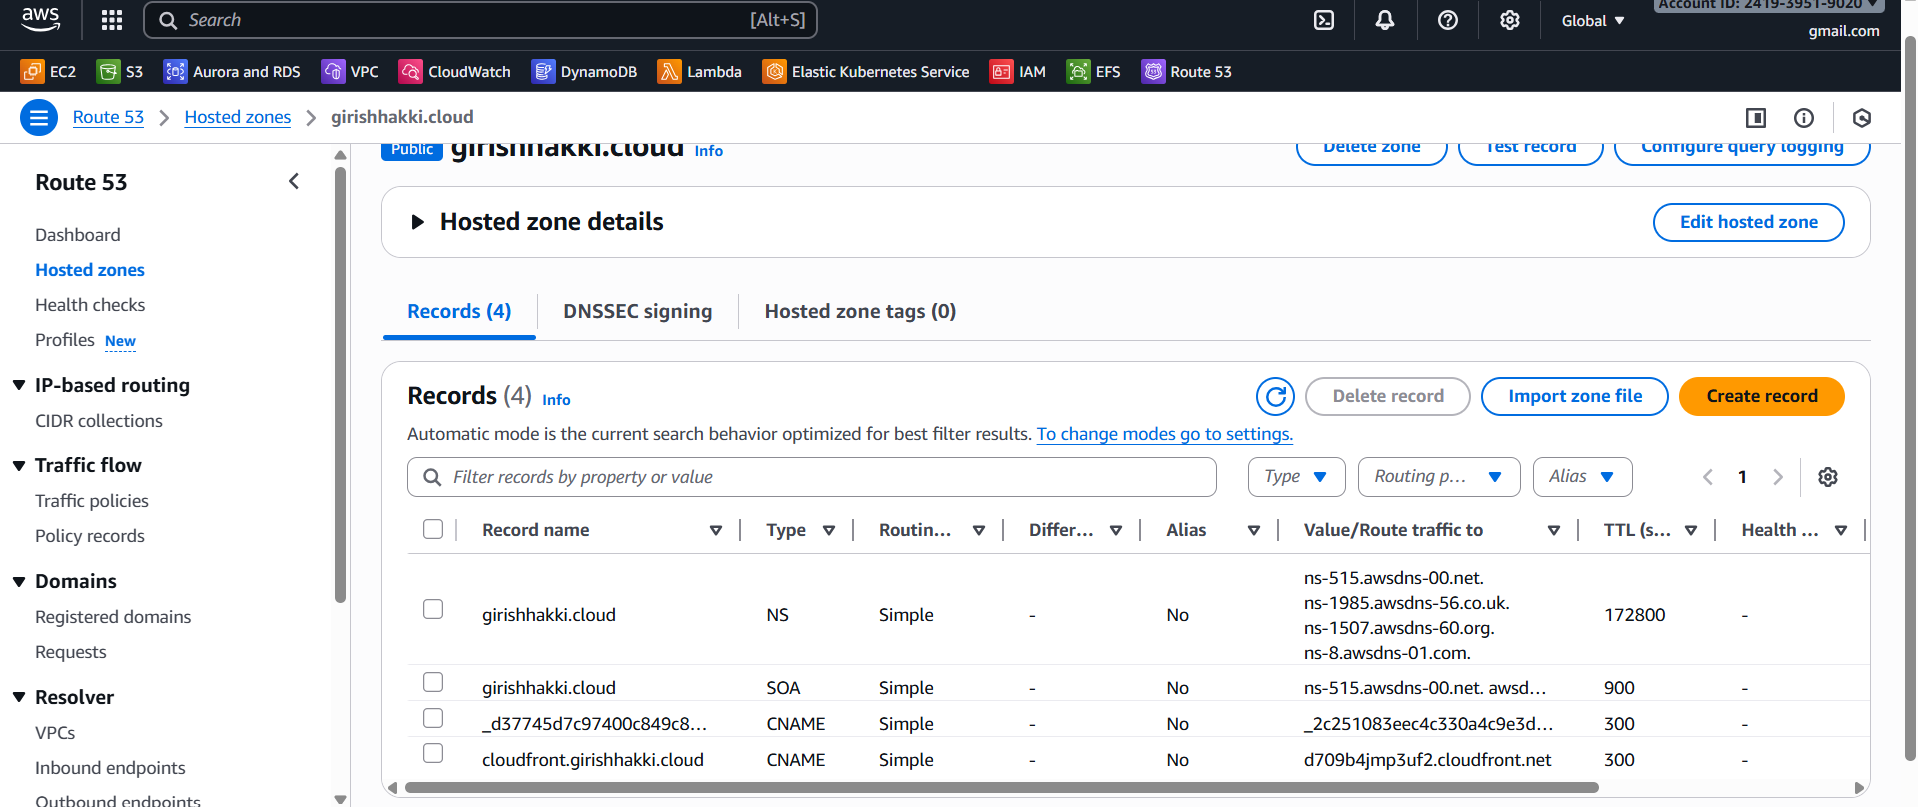 aws Search [Alt+S] Global Account ID: 2419-3951-9020
gmail.com
EC2 S3 Aurora and RDS VPC CloudWatch DynamoDB Lambda Elastic Kubernetes Service IAM EFS Route 53
Route 53 Hosted zones girishhakki.cloud
Route 53
Dashboard
Hosted zones
Health checks
Profiles New
IP-based routing
CIDR collections
Traffic flow
Traffic policies
Policy records
Domains
Registered domains
Requests
Resolver
VPCs
Inbound endpoints
Outbound endpoints
Public girishhakki.cloud Info Delete zone Test record Configure query logging
Hosted zone details Edit hosted zone
Records (4) DNSSEC signing Hosted zone tags (0)
Records (4) Info Delete record Import zone file Create record
Automatic mode is the current search behavior optimized for best filter results. To change modes go to settings.
Filter records by property or value Type Routing p... Alias 1
Record name Type Routin... Differ... Alias Value/Route traffic to TTL (s... Health ...
girishhakki.cloud NS Simple - No ns-515.awsdns-00.net.
ns-1985.awsdns-56.co.uk.
ns-1507.awsdns-60.org.
ns-8.awsdns-01.com. 172800 -
girishhakki.cloud SOA Simple - No ns-515.awsdns-00.net. awsd... 900 -
_d37745d7c97400c849c8... CNAME Simple - No _2c251083eec4c330a4c9e3d... 300 -
cloudfront.girishhakki.cloud CNAME Simple - No d709b4jmp3uf2.cloudfront.net 300 -